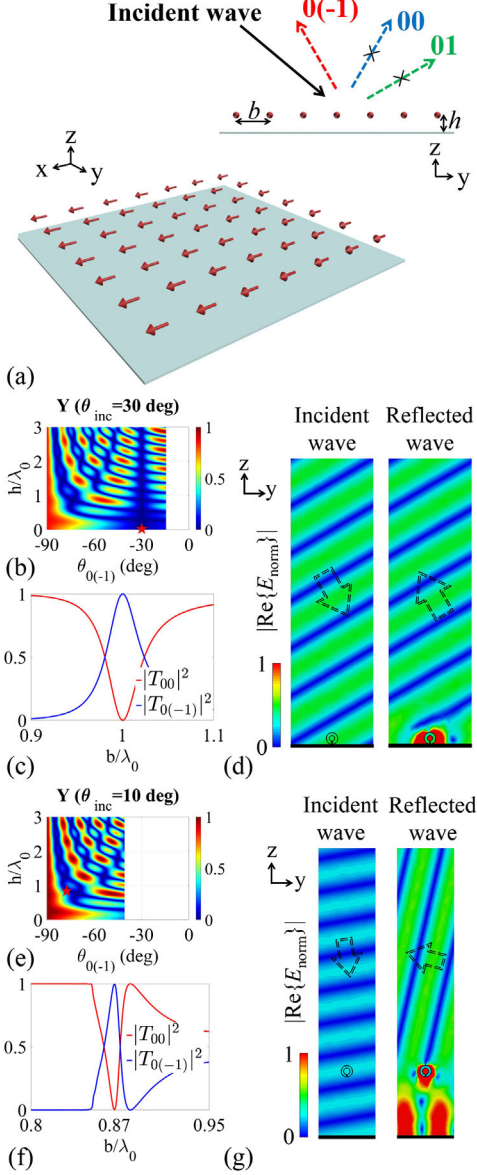 Incident wave
0(-1)
00
01
b
h
z
x
y
z
y
(a)
Y (θ inc=30 deg)
h/λ0
3
2
1
0
1
0.5
0
-90
-60
-30
0
θ0(-1) (deg)
(b)
1
0.5
0
|T00|²
|T0(-1)|²
0.9
1
1.1
b/λ0
(c)
Incident wave
Reflected wave
z
y
|Re{Enorm}|
1
0
(d)
Y (θ inc=10 deg)
h/λ0
3
2
1
0
1
0.5
0
-90
-60
-30
0
θ0(-1) (deg)
(e)
1
0.5
0
|T00|²
|T0(-1)|²
0.8
0.87
0.95
b/λ0
(f)
Incident wave
Reflected wave
z
y
|Re{Enorm}|
1
0
(g)